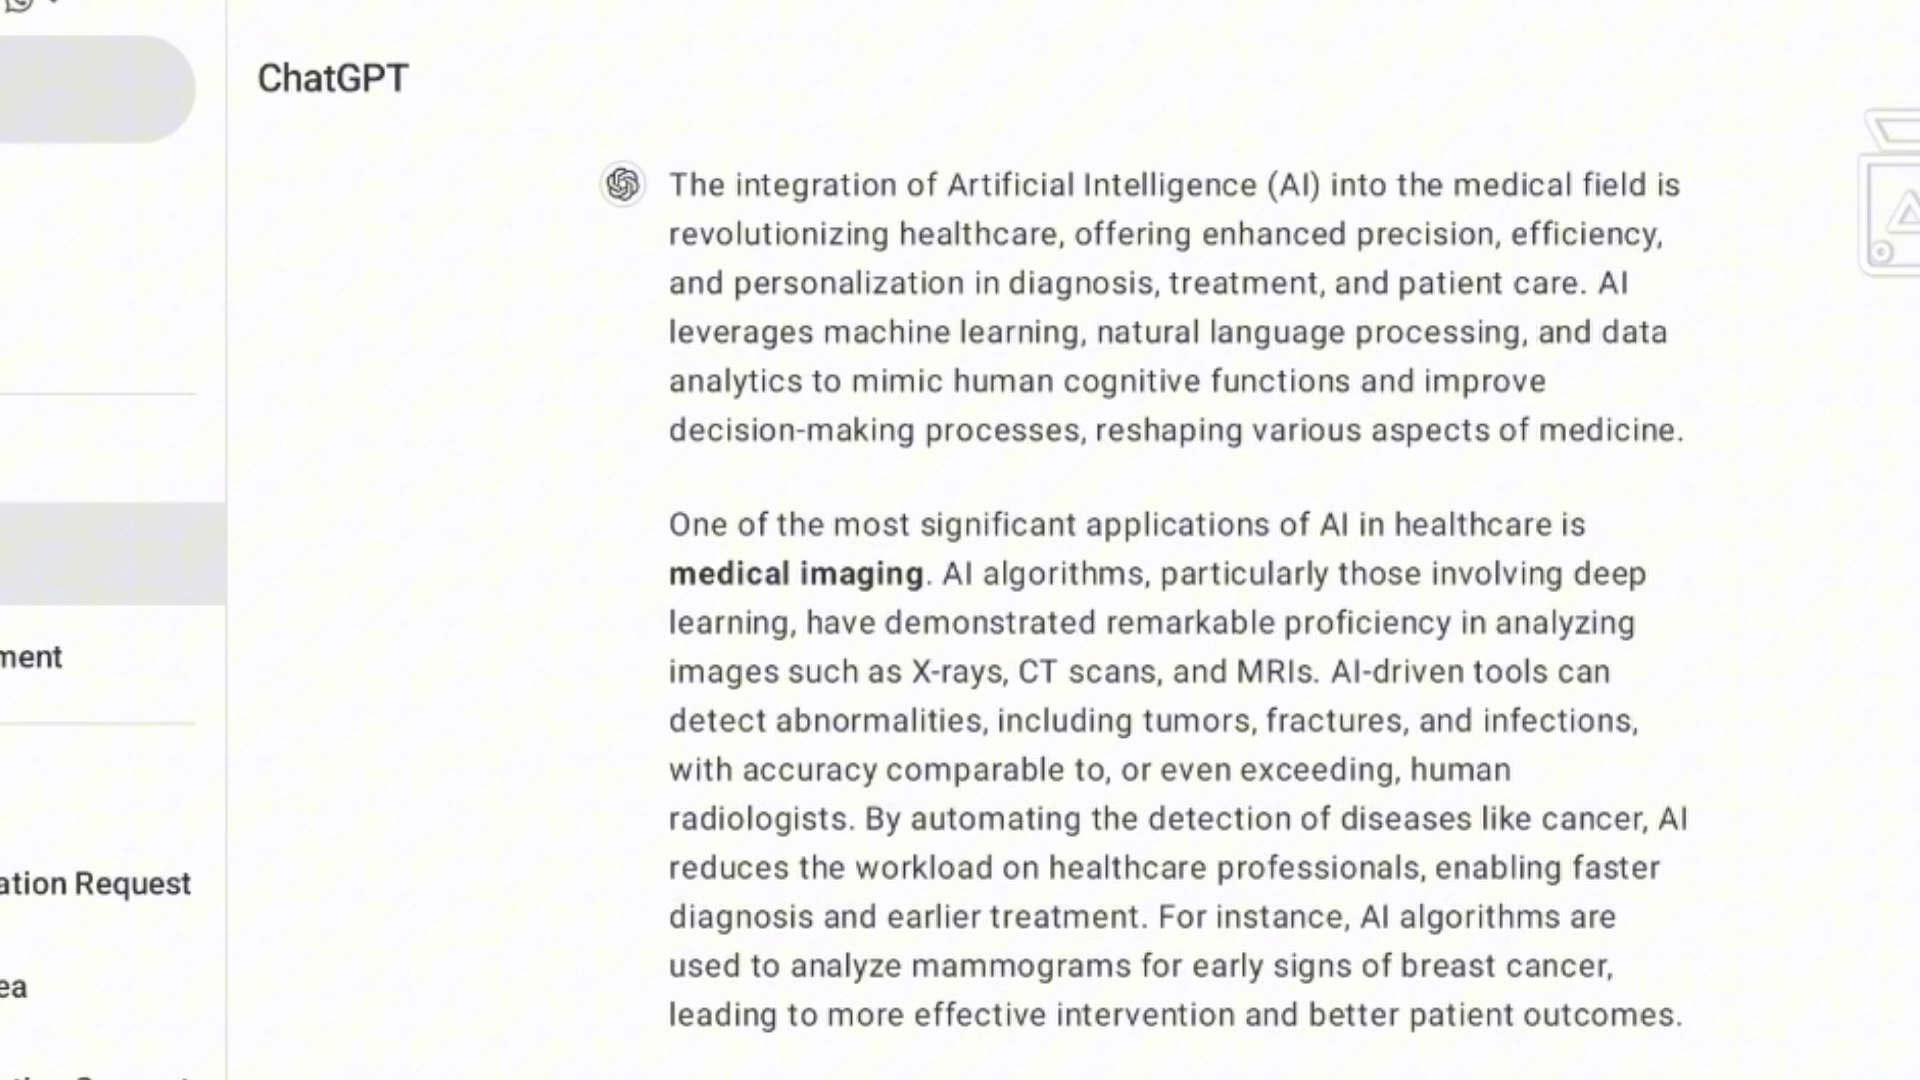 ChatGPT
The integration of Artificial Intelligence (AI) into the medical field is
revolutionizing healthcare, offering enhanced precision, efficiency,
and personalization in diagnosis, treatment, and patient care. AI
leverages machine learning, natural language processing, and data
analytics to mimic human cognitive functions and improve
decision-making processes, reshaping various aspects of medicine.
One of the most significant applications of AI in healthcare is
medical imaging. AI algorithms, particularly those involving deep
learning, have demonstrated remarkable proficiency in analyzing
images such as X-rays, CT scans, and MRIs. AI-driven tools can
detect abnormalities, including tumors, fractures, and infections,
with accuracy comparable to, or even exceeding, human
radiologists. By automating the detection of diseases like cancer, AI
reduces the workload on healthcare professionals, enabling faster
diagnosis and earlier treatment. For instance, AI algorithms are
used to analyze mammograms for early signs of breast cancer,
leading to more effective intervention and better patient outcomes.
ment
ation Request
ea